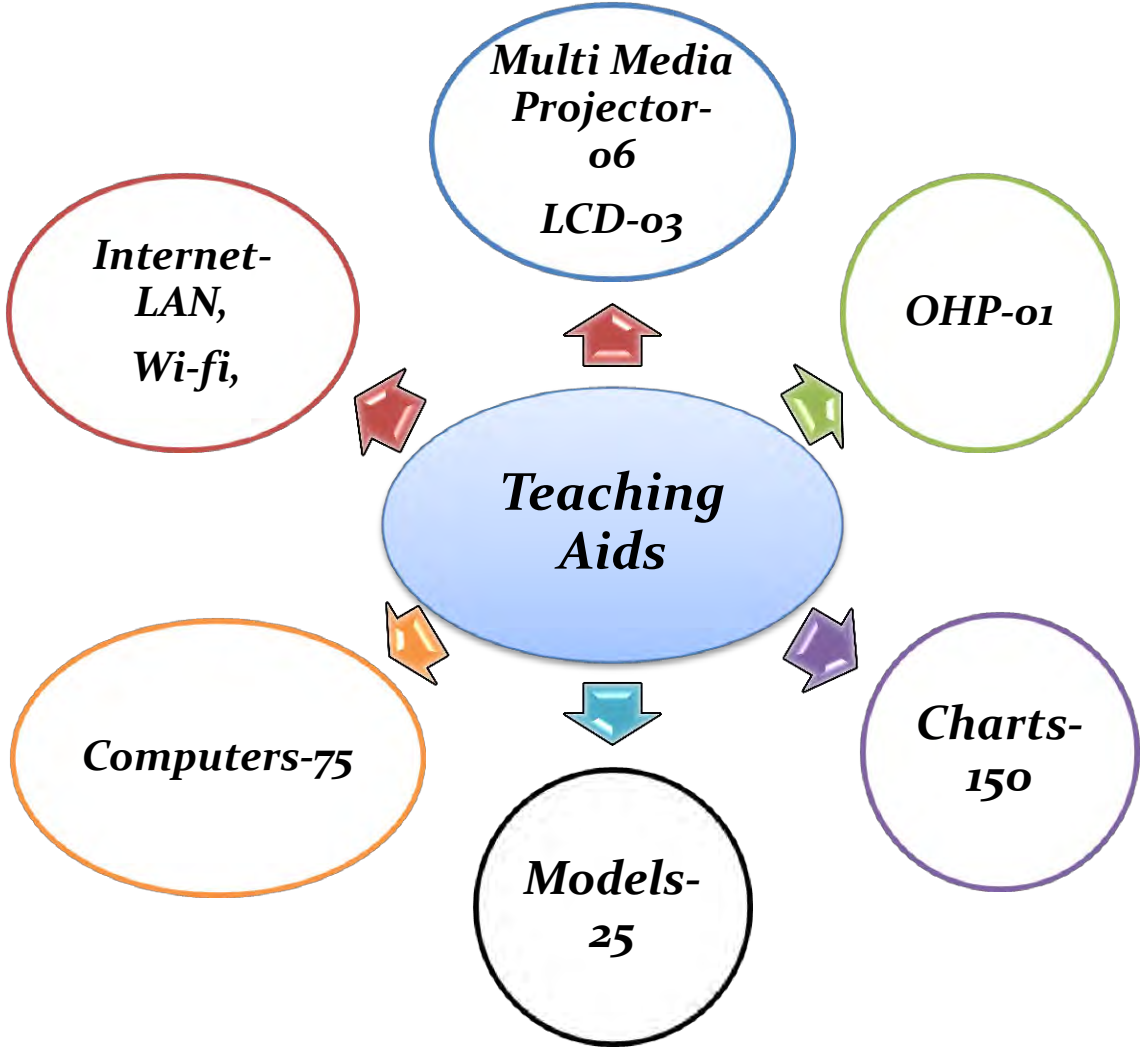 Multi Media
Projector-
06
LCD-03
Internet-
LAN,
Wi-fi,
OHP-01
Teaching
Aids
Computers-75
Charts-
150
Models-
25